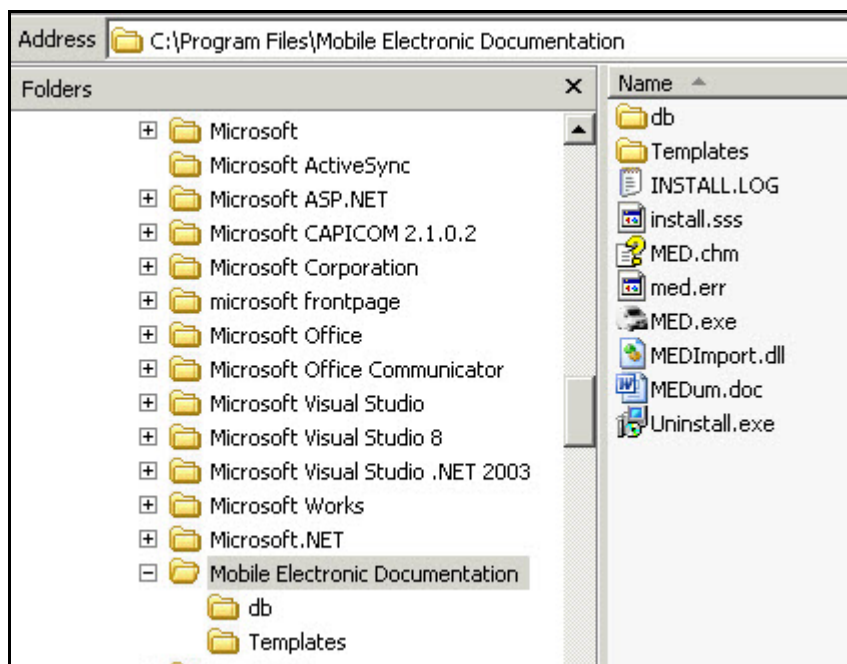 Address C:\Program Files\Mobile Electronic Documentation
Folders
Microsoft
Microsoft ActiveSync
Microsoft ASP.NET
Microsoft CAPICOM 2.1.0.2
Microsoft Corporation
microsoft frontpage
Microsoft Office
Microsoft Office Communicator
Microsoft Visual Studio
Microsoft Visual Studio 8
Microsoft Visual Studio .NET 2003
Microsoft Works
Microsoft.NET
Mobile Electronic Documentation
db
Templates
Name
db
Templates
INSTALL.LOG
install.sss
MED.chm
med.err
MED.exe
MEDImport.dll
MEDum.doc
Uninstall.exe